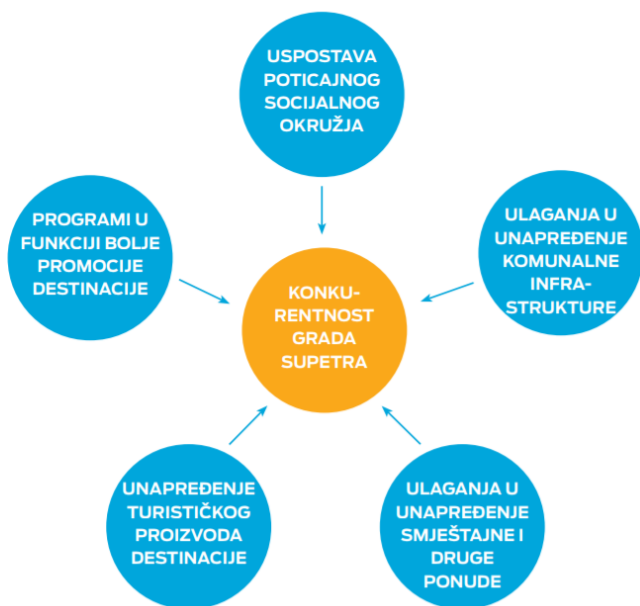 USPOSTAVA
POTICAJNOG
SOCIJALNOG
OKRUŽJA
PROGRAMI U
FUNKCIJI BOLJE
PROMOCIJE
DESTINACIJE
ULAGANJA U
UNAPREĐENJE
KOMUNALNE
INFRA-
STRUKTURE
KONKU-
RENTNOST
GRADA
SUPETRA
UNAPREĐENJE
TURISTIČKOG
PROIZVODA
DESTINACIJE
ULAGANJA U
UNAPREĐENJE
SMJEŠTAJNE I
DRUGE
PONUDE